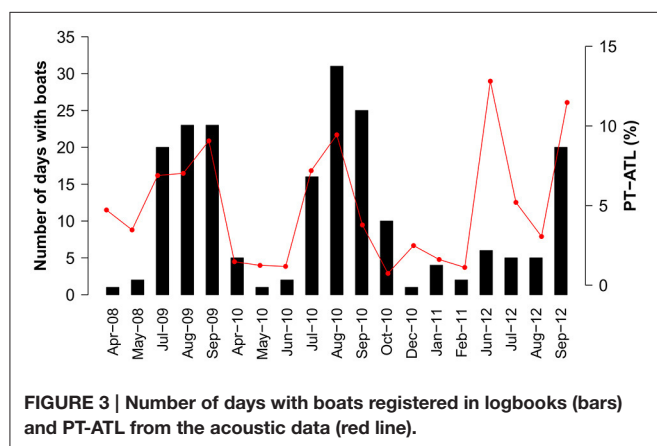 35
30
25
20
15
10
5
0
Number of days with boats
15
10
5
0
PT−ATL (%)
Apr−08
May−08
Jul−09
Aug−09
Sep−09
Apr−10
May−10
Jun−10
Jul−10
Aug−10
Sep−10
Oct−10
Dec−10
Jan−11
Feb−11
Jun−12
Jul−12
Aug−12
Sep−12
FIGURE 3 | Number of days with boats registered in logbooks (bars)
and PT-ATL from the acoustic data (red line).